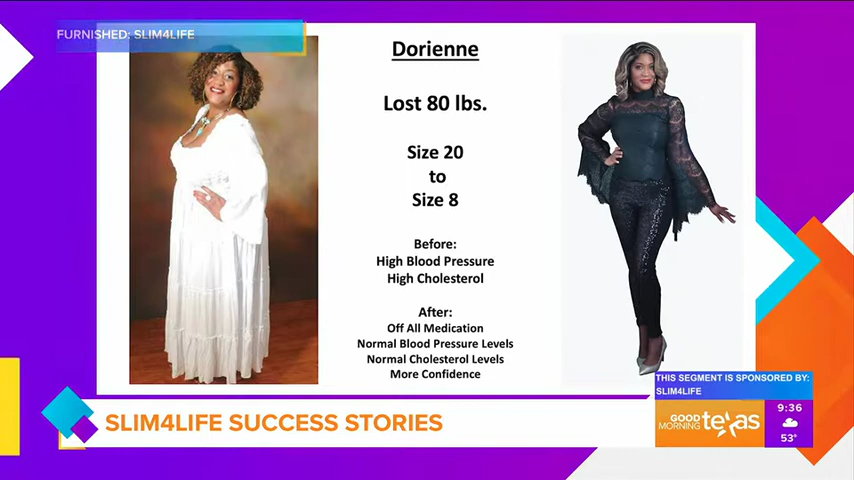 FURNISHED: SLIM4LIFE
Dorienne
Lost 80 lbs.
Size 20
to
Size 8
Before:
High Blood Pressure
High Cholesterol
After:
Off All Medication
Normal Blood Pressure Levels
Normal Cholesterol Levels
More Confidence
THIS SEGMENT IS SPONSORED BY:
SLIM4LIFE
SLIM4LIFE SUCCESS STORIES
GOOD
MORNING texas
9:36
53°